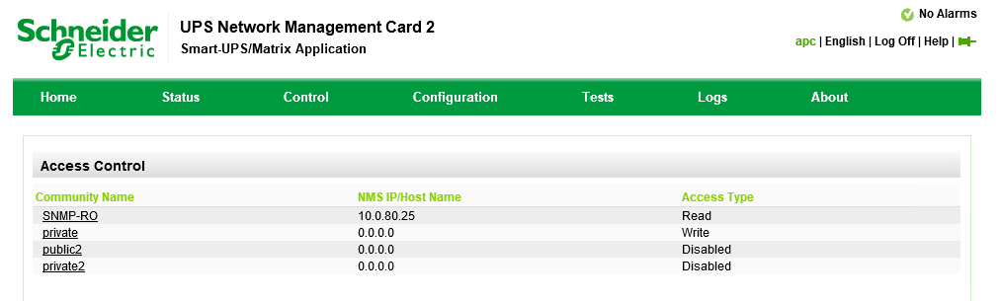 Schneider Electric
UPS Network Management Card 2
Smart-UPS/Matrix Application
No Alarms
apc | English | Log Off | Help |
Home Status Control Configuration Tests Logs About
Access Control
Community Name NMS IP/Host Name Access Type
SNMP-RO 10.0.80.25 Read
private 0.0.0.0 Write
public2 0.0.0.0 Disabled
private2 0.0.0.0 Disabled